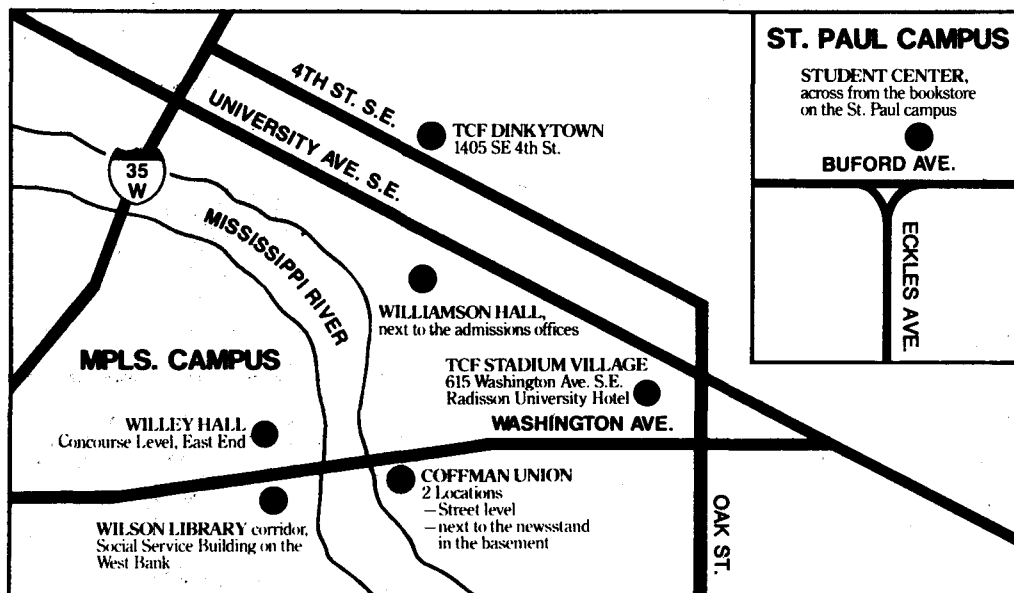 4TH ST. S.E.
UNIVERSITY AVE. S.E.
TCF DINKYTOWN
1405 SE 4th St.
35
W
MISSISSIPPI RIVER
WILLIAMSON HALL,
next to the admissions offices
MPLS. CAMPUS
TCF STADIUM VILLAGE
615 Washington Ave. S.E.
Radisson University Hotel
WASHINGTON AVE.
WILLEY HALL
Concourse Level, East End
COFFMAN UNION
2 Locations
—Street level
—next to the newsstand
in the basement
WILSON LIBRARY corridor,
Social Service Building on the
West Bank
OAK ST.
ST. PAUL CAMPUS
STUDENT CENTER,
across from the bookstore
on the St. Paul campus
BUFORD AVE.
ECKLES AVE.